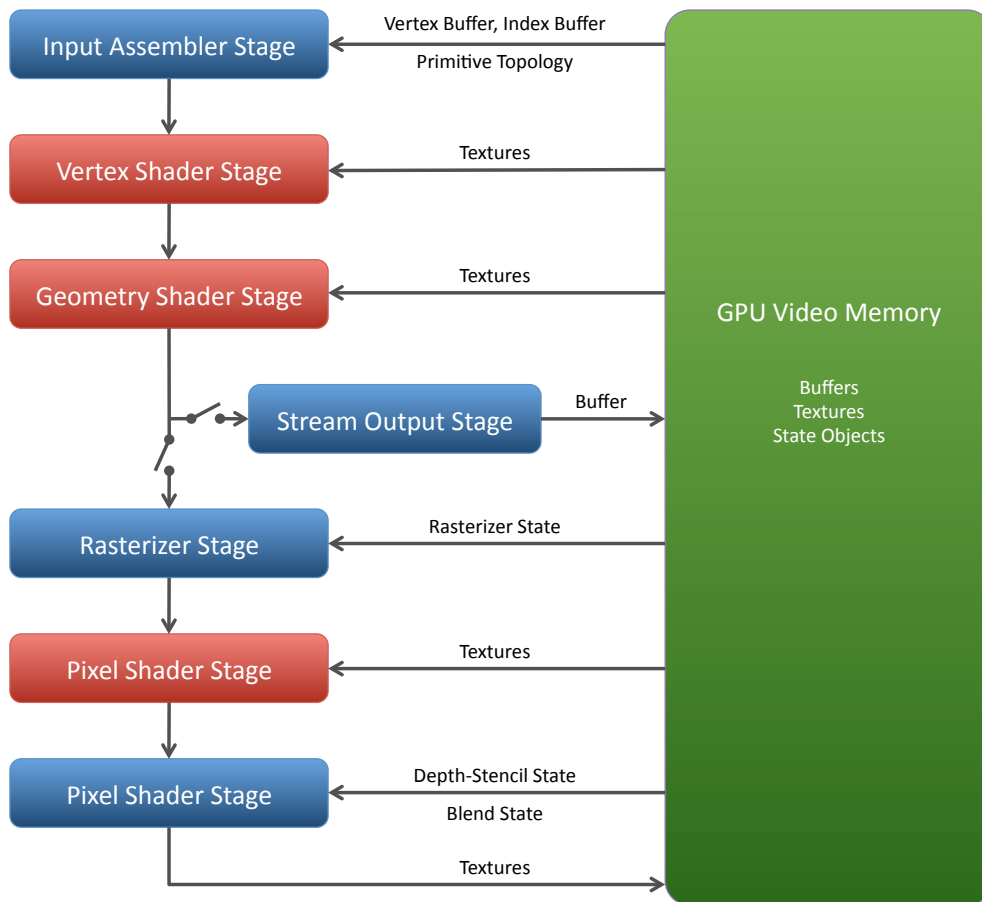 Input Assembler Stage
Vertex Buffer, Index Buffer
Primitive Topology
Vertex Shader Stage
Textures
Geometry Shader Stage
Textures
GPU Video Memory
Buffers
Textures
State Objects
Stream Output Stage
Buffer
Rasterizer Stage
Rasterizer State
Pixel Shader Stage
Textures
Pixel Shader Stage
Depth-Stencil State
Blend State
Textures